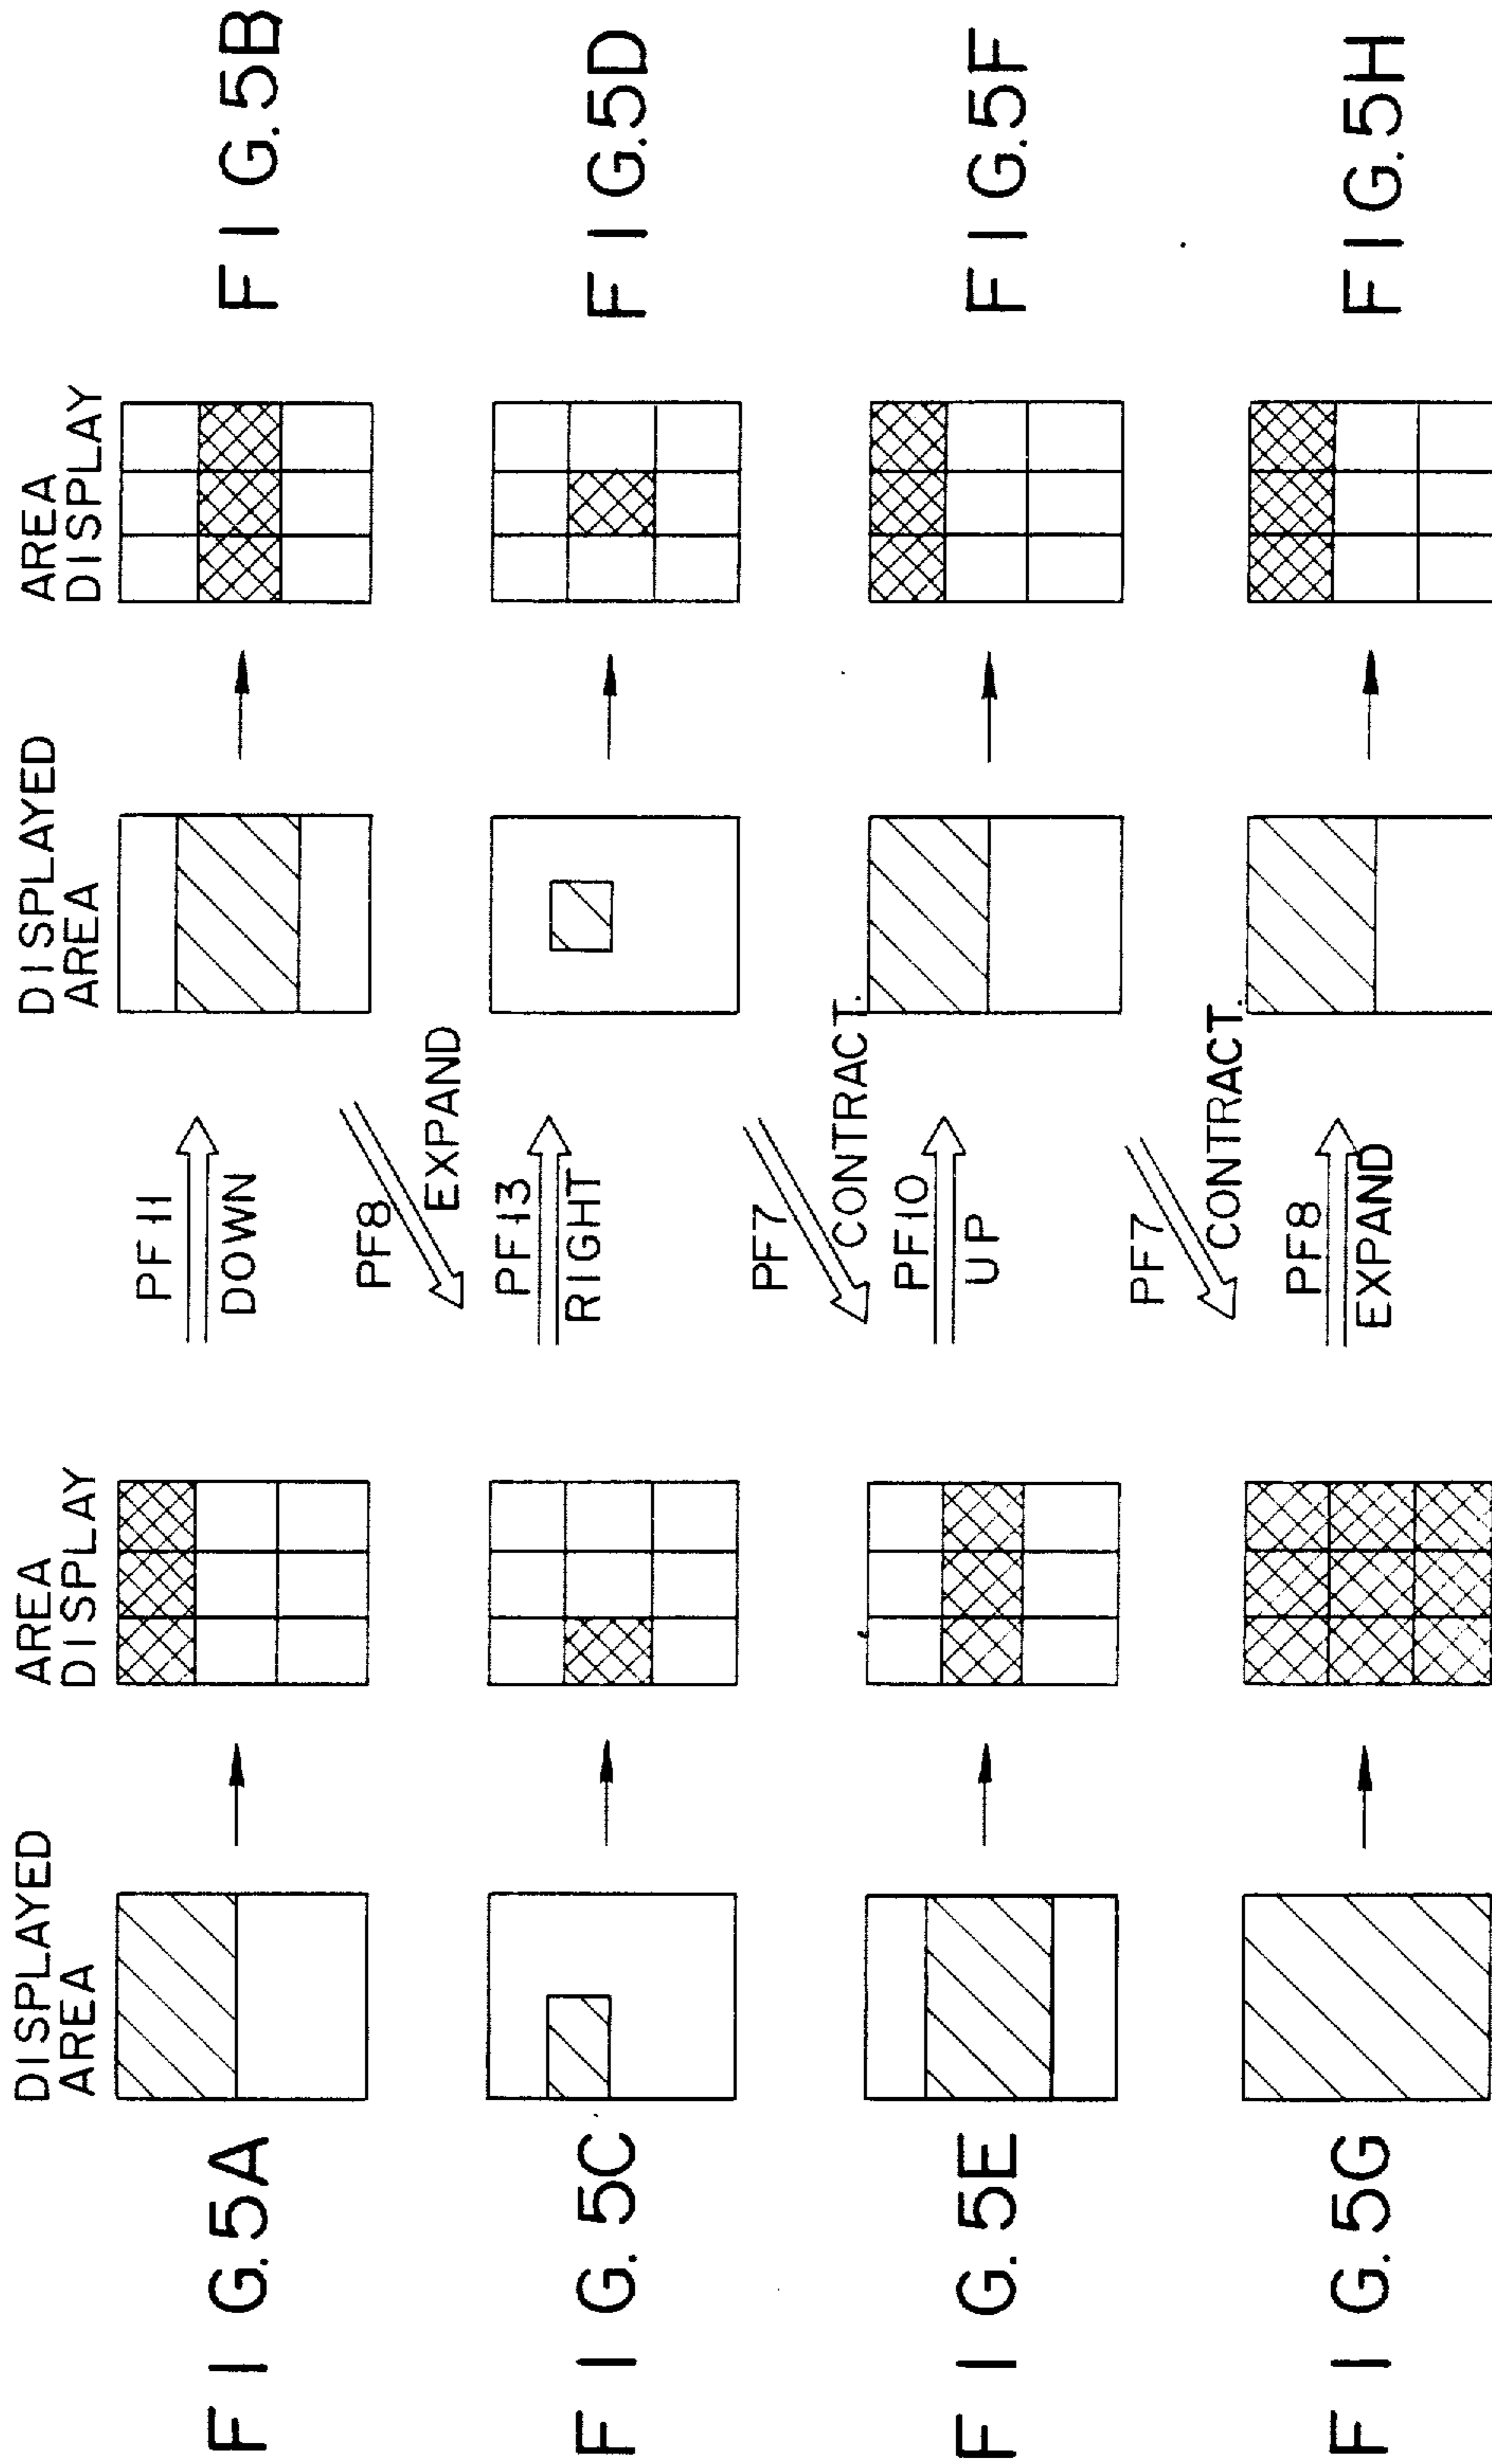 DISPLAYED
AREA
AREA
DISPLAY
DISPLAYED
AREA
AREA
DISPLAY
FIG.5A
PF11
DOWN
FIG.5B
PF8
EXPAND
FIG.5C
PF13
RIGHT
FIG.5D
PF7
CONTRACT.
FIG.5E
PF10
UP
FIG.5F
PF7
CONTRACT.
FIG.5G
PF8
EXPAND
FIG.5H